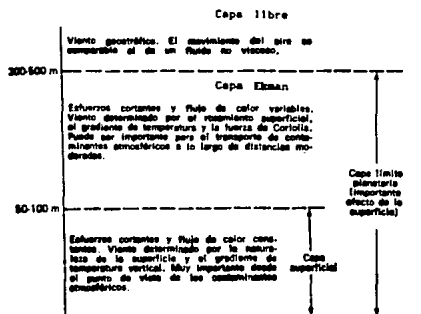 Capa libre
Viento geostrófico. El movimiento del aire es
comparable al de un fluido no viscoso,
300-500 m
Capa Ekman
Esfuerzos cortantes y flujo de calor variables.
Viento determinado por el rozamiento superficial,
el gradiente de temperatura y la fuerza de Coriolis.
Puede ser importante para el transporte de conta-
minantes atmosféricos a lo largo de distancias mo-
deradas.
Capa límite
planetaria
(importante
efecto de la
superficie)
50-100 m
Esfuerzos cortantes y flujo de calor cons-
tantes. Viento determinado por la natura-
leza de la superficie y el gradiente de
temperatura vertical. Muy importante desde
el punto de vista de los contaminantes
atmosféricos.
Capa
superficial